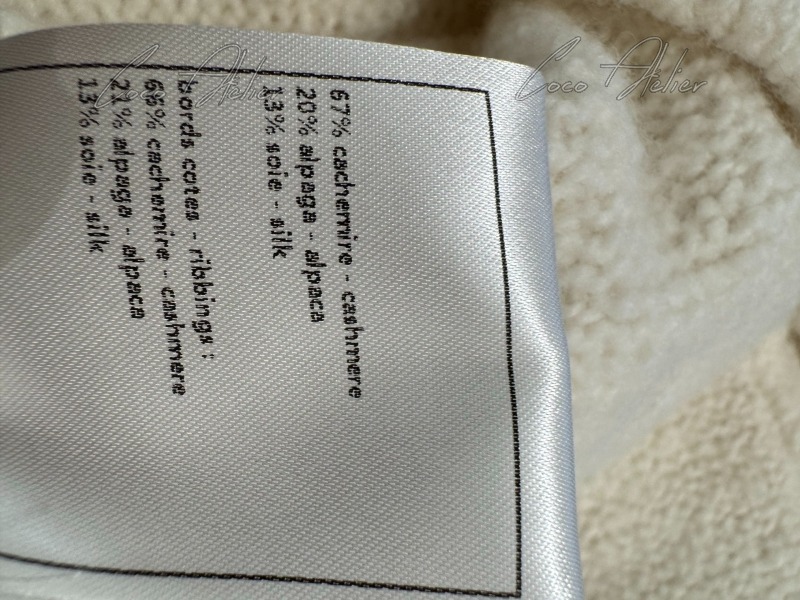 67% cachemire - cashmere
20% alpaga - alpaca
13% soie - silk
bords cotes - ribbings :
66% cachemire - cashmere
21% alpaga - alpaca
13% soie - silk
Coco Atelier
Coco Atelier